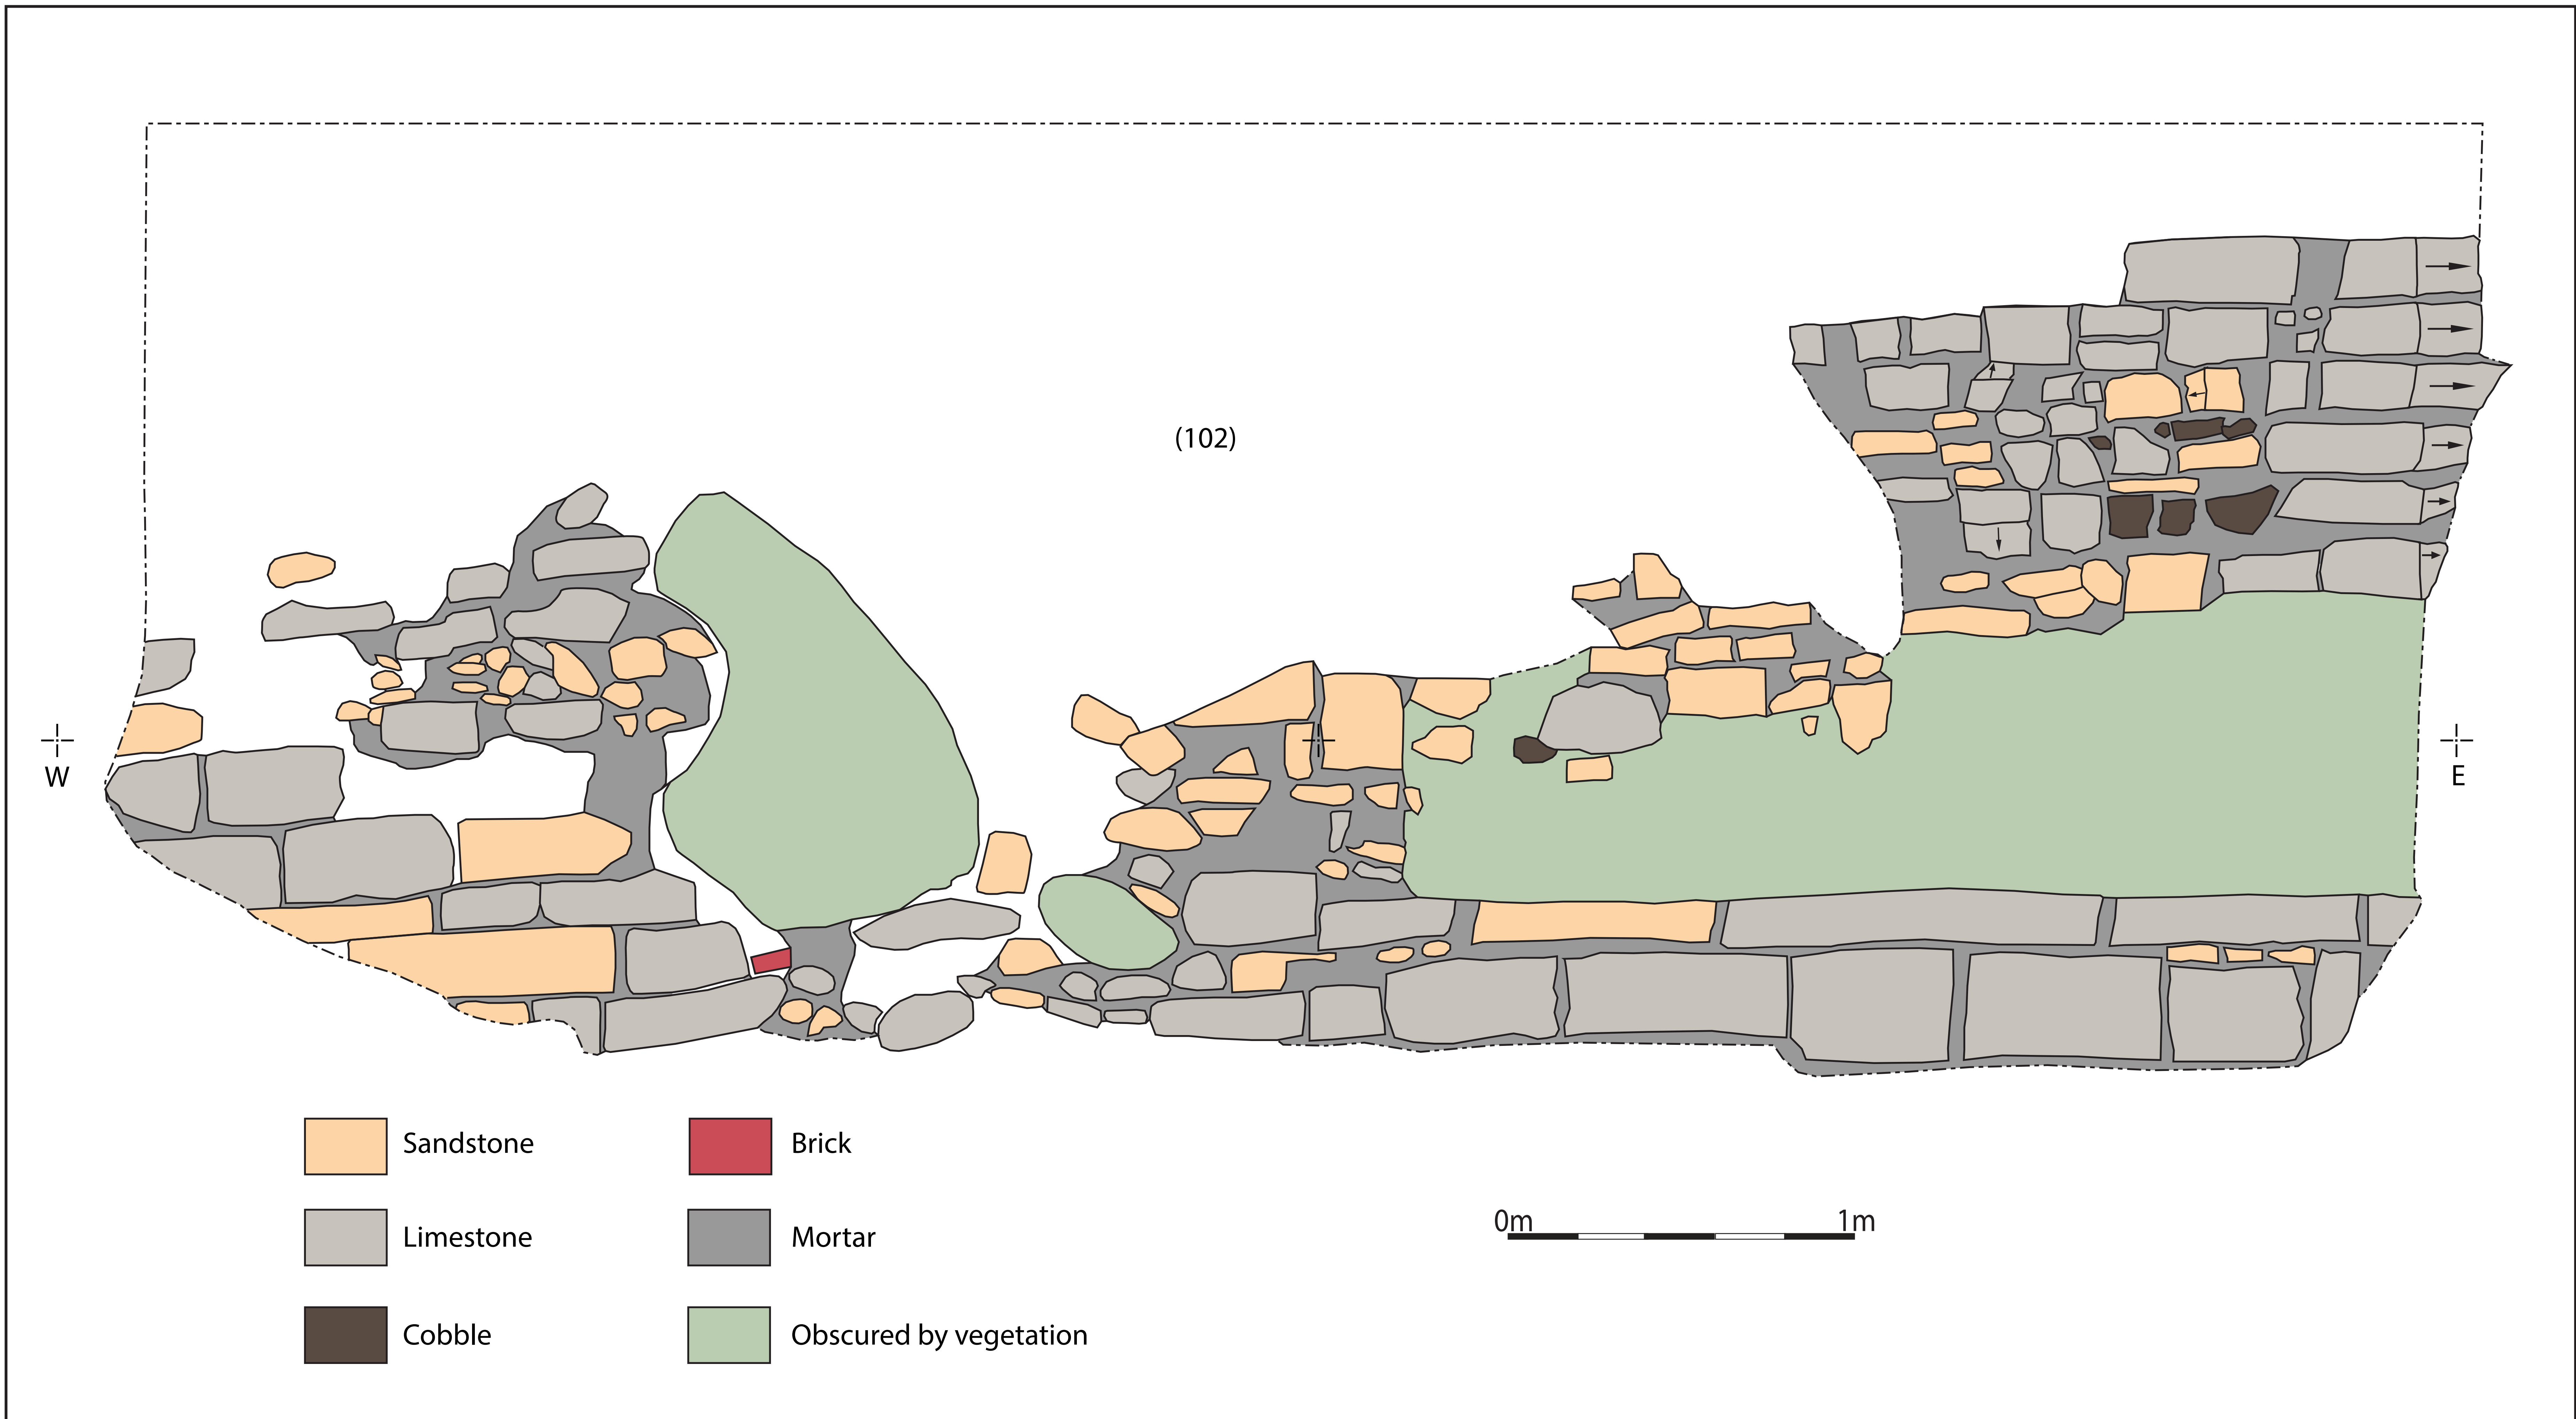 (102)
W
E
Sandstone
Brick
0m 1m
Limestone
Mortar
Cobble
Obscured by vegetation